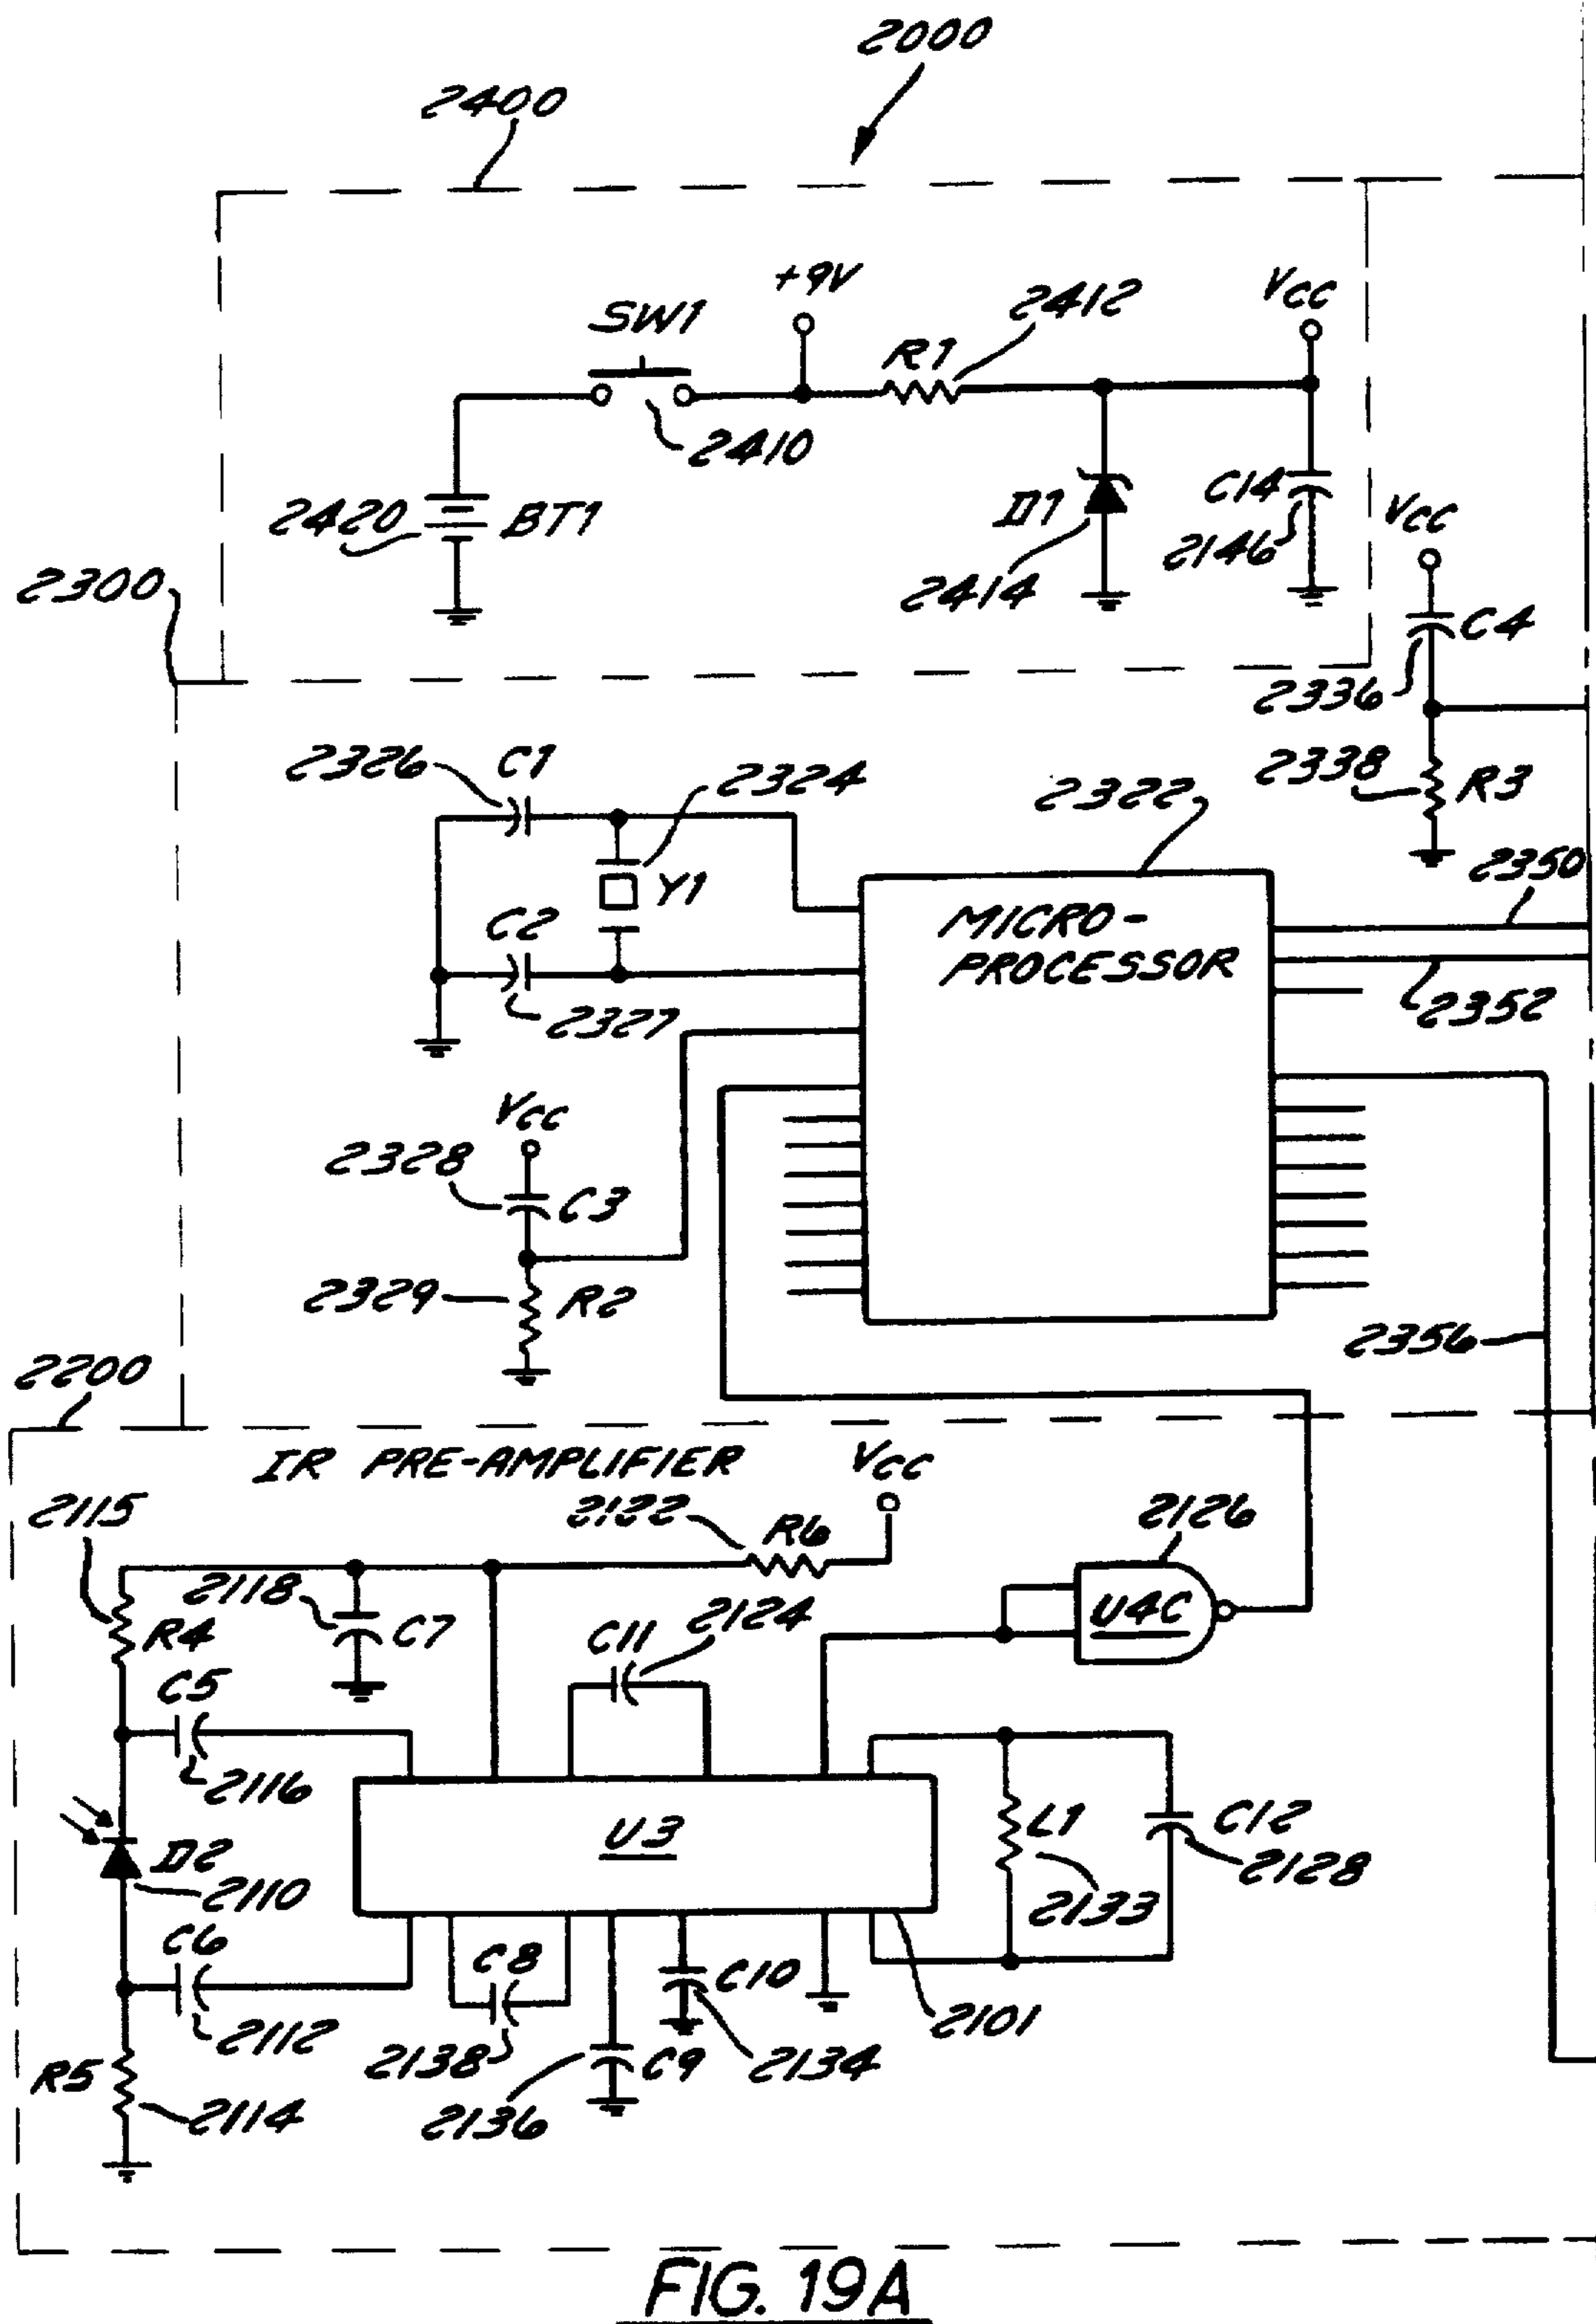 2000
2400
+9V
SW1
R1
2412
VCC
2410
2420
BT1
D1
2414
C14
2146
VCC
2300
C4
2336
2338
R3
2326
C1
2324
2322
Y1
C2
2327
MICRO-
PROCESSOR
2350
2352
VCC
2328
C3
2329
R2
2356
2200
IR PRE-AMPLIFIER
VCC
2115
2122
R6
2126
2118
R4
C7
C11
2124
U4C
C5
2116
U3
L1
C12
2128
D2
2110
2133
C6
C8
C10
2112
2101
R5
2138
C9
2134
2114
2136
FIG. 19A